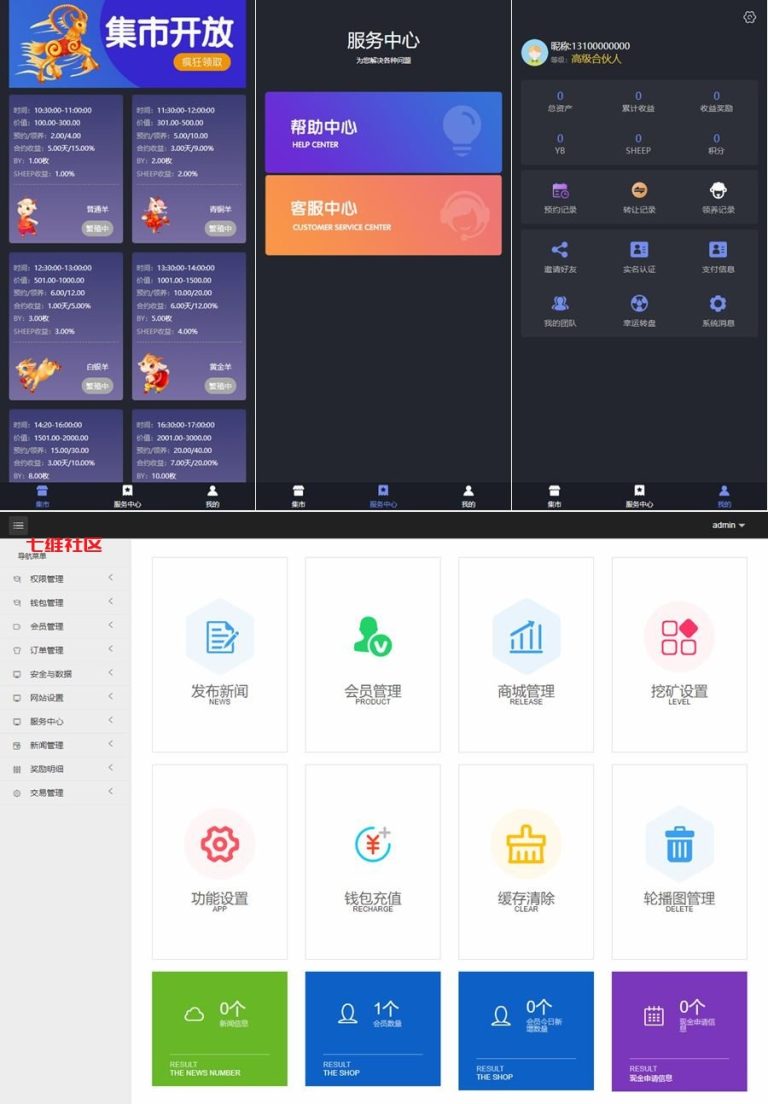 集市开放
疯狂领取
时间：10:30:00-11:00:00
价值：100.00-300.00
预约/领养：2.00/4.00
合约收益：5.00天/15.00%
BY：1.00枚
SHEEP收益：1.00%
普通羊
繁殖中
时间：11:30:00-12:00:00
价值：301.00-500.00
预约/领养：5.00/10.00
合约收益：3.00天/9.00%
BY：2.00枚
SHEEP收益：2.00%
青铜羊
繁殖中
时间：12:30:00-13:00:00
价值：501.00-1000.00
预约/领养：6.00/12.00
合约收益：1.00天/5.00%
BY：3.00枚
SHEEP收益：3.00%
白银羊
繁殖中
时间：13:30:00-14:00:00
价值：1001.00-1500.00
预约/领养：10.00/20.00
合约收益：6.00天/12.00%
BY：5.00枚
SHEEP收益：4.00%
黄金羊
繁殖中
时间：14:20-16:00:00
价值：1501.00-2000.00
预约/领养：15.00/30.00
合约收益：3.00天/10.00%
BY：8.00枚
时间：16:30:00-17:00:00
价值：2001.00-3000.00
预约/领养：20.00/40.00
合约收益：7.00天/20.00%
BY：10.00枚
集市
服务中心
我的
服务中心
为您解决各种问题
帮助中心
HELP CENTER
客服中心
CUSTOMER SERVICE CENTER
集市
服务中心
我的
昵称:13100000000
等级：高级合伙人
0
总资产
0
累计收益
0
收益奖励
0
YB
0
SHEEP
0
积分
预约记录
转让记录
领养记录
邀请好友
实名认证
支付信息
我的团队
幸运转盘
系统消息
集市
服务中心
我的
admin
七维社区
导航菜单
权限管理
钱包管理
会员管理
订单管理
安全与数据
网站设置
服务中心
新闻管理
奖励明细
交易管理
发布新闻
NEWS
会员管理
PRODUCT
商城管理
RELEASE
挖矿设置
LEVEL
功能设置
APP
钱包充值
RECHARGE
缓存清除
CLEAR
轮播图管理
DELETE
0个
新闻信息
RESULT
THE NEWS NUMBER
1个
会员数量
RESULT
THE SHOP
0个
会员今日新
增数量
RESULT
THE SHOP
0个
现金申请信
息
RESULT
现金申请信息